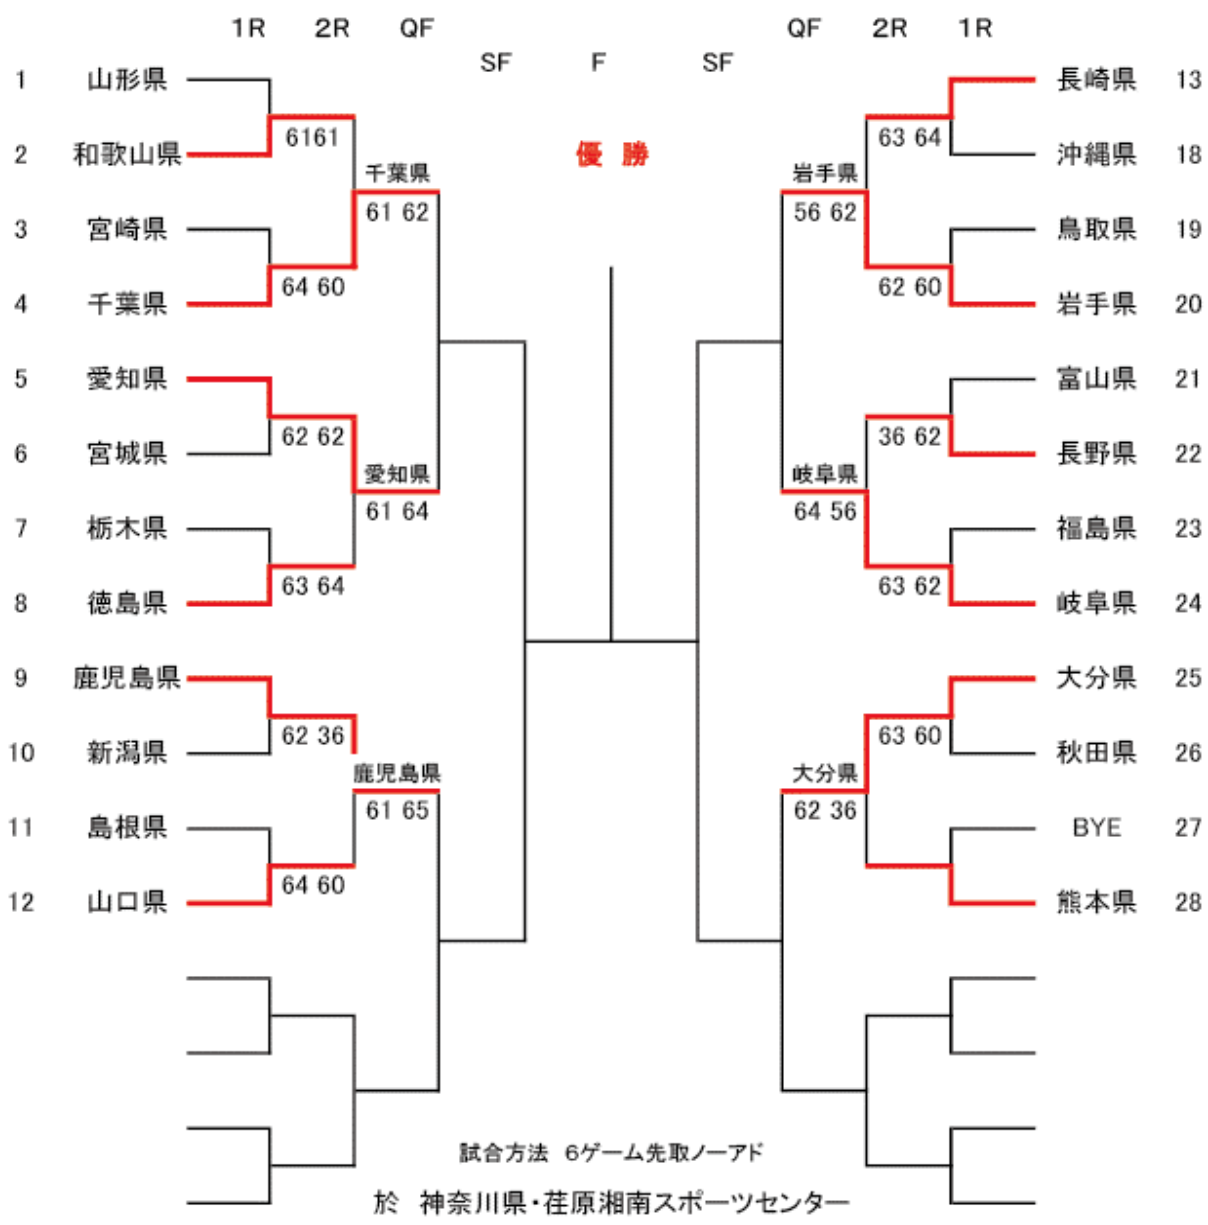 1R 2R QF QF 2R 1R
SF F SF
1 山形県 長崎県 13
6161 63 64
2 和歌山県 優 勝 沖縄県 18
千葉県 岩手県
61 62 56 62
3 宮崎県 鳥取県 19
64 60 62 60
4 千葉県 岩手県 20
5 愛知県 富山県 21
62 62 36 62
6 宮城県 長野県 22
愛知県 岐阜県
61 64 64 56
7 栃木県 福島県 23
63 64 63 62
8 徳島県 岐阜県 24
9 鹿児島県 大分県 25
62 36 63 60
10 新潟県 秋田県 26
鹿児島県 大分県
61 65 62 36
11 島根県 BYE 27
64 60
12 山口県 熊本県 28
試合方法 6ゲーム先取ノーアド
於 神奈川県・荏原湘南スポーツセンター